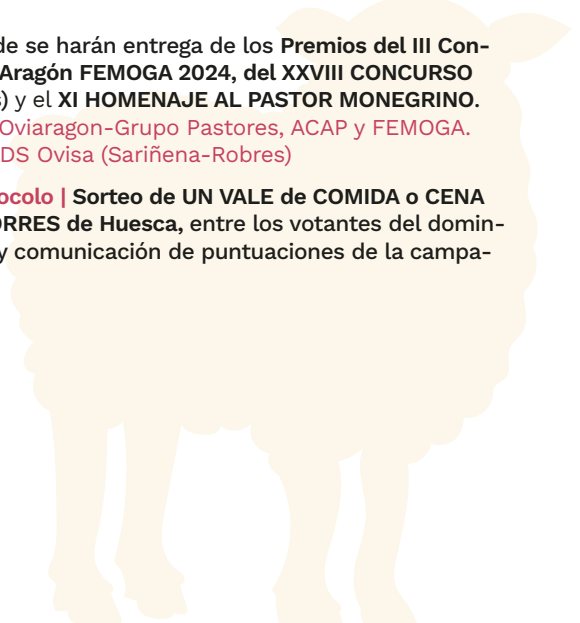 de se harán entrega de los Premios del III Con-
Aragón FEMOGA 2024, del XXVIII CONCURSO
) y el XI HOMENAJE AL PASTOR MONEGRINO.
Oviaragon-Grupo Pastores, ACAP y FEMOGA.
DS Ovisa (Sariñena-Robres)
ocolo | Sorteo de UN VALE de COMIDA o CENA
ORRES de Huesca, entre los votantes del domin-
y comunicación de puntuaciones de la campa-